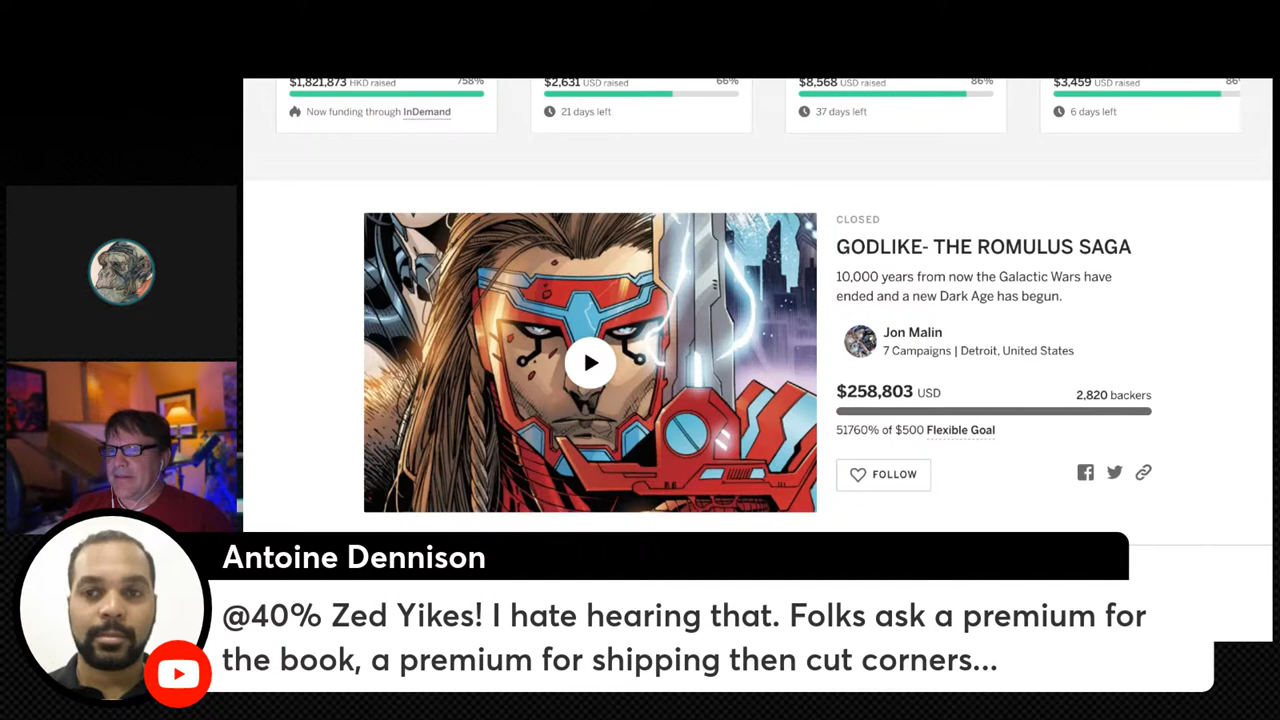 $1,821,873 HKD raised 758%
$2,631 USD raised 66%
$8,568 USD raised 86%
$3,459 USD raised 86
Now funding through InDemand
21 days left
37 days left
6 days left
CLOSED
GODLIKE- THE ROMULUS SAGA
10,000 years from now the Galactic Wars have
ended and a new Dark Age has begun.
Jon Malin
7 Campaigns | Detroit, United States
$258,803 USD
2,820 backers
51760% of $500 Flexible Goal
FOLLOW
Antoine Dennison
@40% Zed Yikes! I hate hearing that. Folks ask a premium for
the book, a premium for shipping then cut corners...